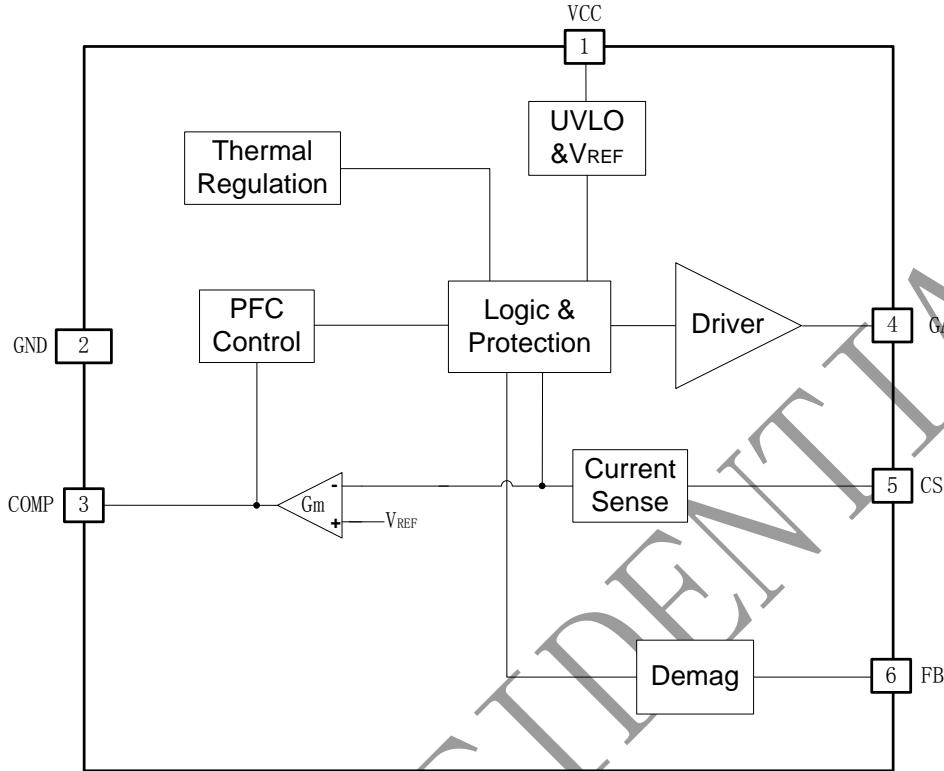 VCC
1
UVLO
&VREF
Thermal
Regulation
PFC
Control
Logic &
Protection
Driver
4
GND
2
Current
Sense
5
CS
COMP
3
-
Gm
+
VREF
Demag
6
FB